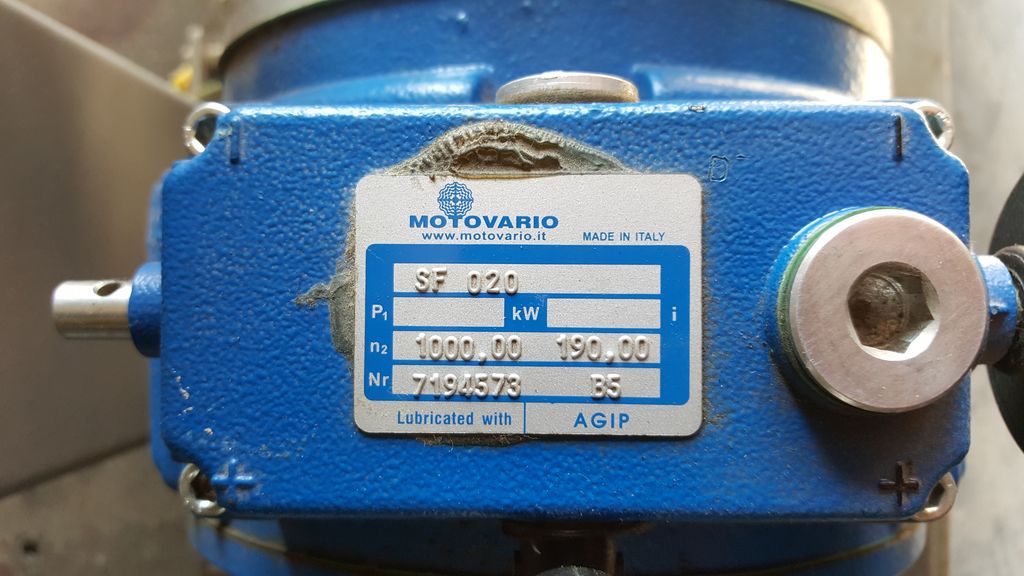 MOTOVARIO
www.motovario.it MADE IN ITALY
SF 020
P1 kW i
n2 1000,00 190,00
Nr 7194573 B5
Lubricated with AGIP